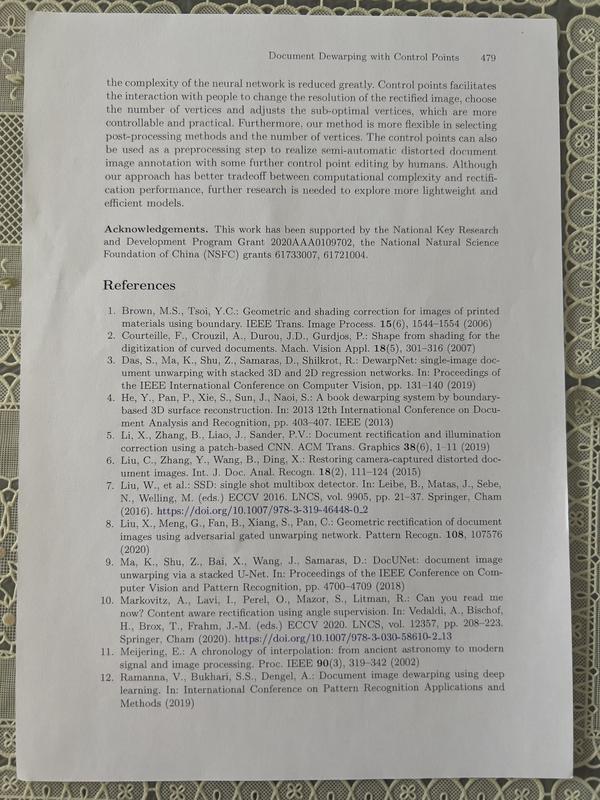 Document Dewarping with Control Points 479
the complexity of the neural network is reduced greatly. Control points facilitates
the interaction with people to change the resolution of the rectified image, choose
the number of vertices and adjusts the sub-optimal vertices, which are more
controllable and practical. Furthermore, our method is more flexible in selecting
post-processing methods and the number of vertices. The control points can also
be used as a preprocessing step to realize semi-automatic distorted document
image annotation with some further control point editing by humans. Although
our approach has better tradeoff between computational complexity and rectifi-
cation performance, further research is needed to explore more lightweight and
efficient models.
Acknowledgements. This work has been supported by the National Key Research
and Development Program Grant 2020AAA0109702, the National Natural Science
Foundation of China (NSFC) grants 61733007, 61721004.
References
1. Brown, M.S., Tsoi, Y.C.: Geometric and shading correction for images of printed
materials using boundary. IEEE Trans. Image Process. 15(6), 1544–1554 (2006)
2. Courteille, F., Crouzil, A., Durou, J.D., Gurdjos, P.: Shape from shading for the
digitization of curved documents. Mach. Vision Appl. 18(5), 301–316 (2007)
3. Das, S., Ma, K., Shu, Z., Samaras, D., Shilkrot, R.: DewarpNet: single-image doc-
ument unwarping with stacked 3D and 2D regression networks. In: Proceedings of
the IEEE International Conference on Computer Vision, pp. 131–140 (2019)
4. He, Y., Pan, P., Xie, S., Sun, J., Naoi, S.: A book dewarping system by boundary-
based 3D surface reconstruction. In: 2013 12th International Conference on Docu-
ment Analysis and Recognition, pp. 403–407. IEEE (2013)
5. Li, X., Zhang, B., Liao, J., Sander, P.V.: Document rectification and illumination
correction using a patch-based CNN. ACM Trans. Graphics 38(6), 1–11 (2019)
6. Liu, C., Zhang, Y., Wang, B., Ding, X.: Restoring camera-captured distorted doc-
ument images. Int. J. Doc. Anal. Recogn. 18(2), 111–124 (2015)
7. Liu, W., et al.: SSD: single shot multibox detector. In: Leibe, B., Matas, J., Sebe,
N., Welling, M. (eds.) ECCV 2016. LNCS, vol. 9905, pp. 21–37. Springer, Cham
(2016). https://doi.org/10.1007/978-3-319-46448-0_2
8. Liu, X., Meng, G., Fan, B., Xiang, S., Pan, C.: Geometric rectification of document
images using adversarial gated unwarping network. Pattern Recogn. 108, 107576
(2020)
9. Ma, K., Shu, Z., Bai, X., Wang, J., Samaras, D.: DocUNet: document image
unwarping via a stacked U-Net. In: Proceedings of the IEEE Conference on Com-
puter Vision and Pattern Recognition, pp. 4700–4709 (2018)
10. Markovitz, A., Lavi, I., Perel, O., Mazor, S., Litman, R.: Can you read me
now? Content aware rectification using angle supervision. In: Vedaldi, A., Bischof,
H., Brox, T., Frahm, J.-M. (eds.) ECCV 2020. LNCS, vol. 12357, pp. 208–223.
Springer, Cham (2020). https://doi.org/10.1007/978-3-030-58610-2_13
11. Meijering, E.: A chronology of interpolation: from ancient astronomy to modern
signal and image processing. Proc. IEEE 90(3), 319–342 (2002)
12. Ramanna, V., Bukhari, S.S., Dengel, A.: Document image dewarping using deep
learning. In: International Conference on Pattern Recognition Applications and
Methods (2019)